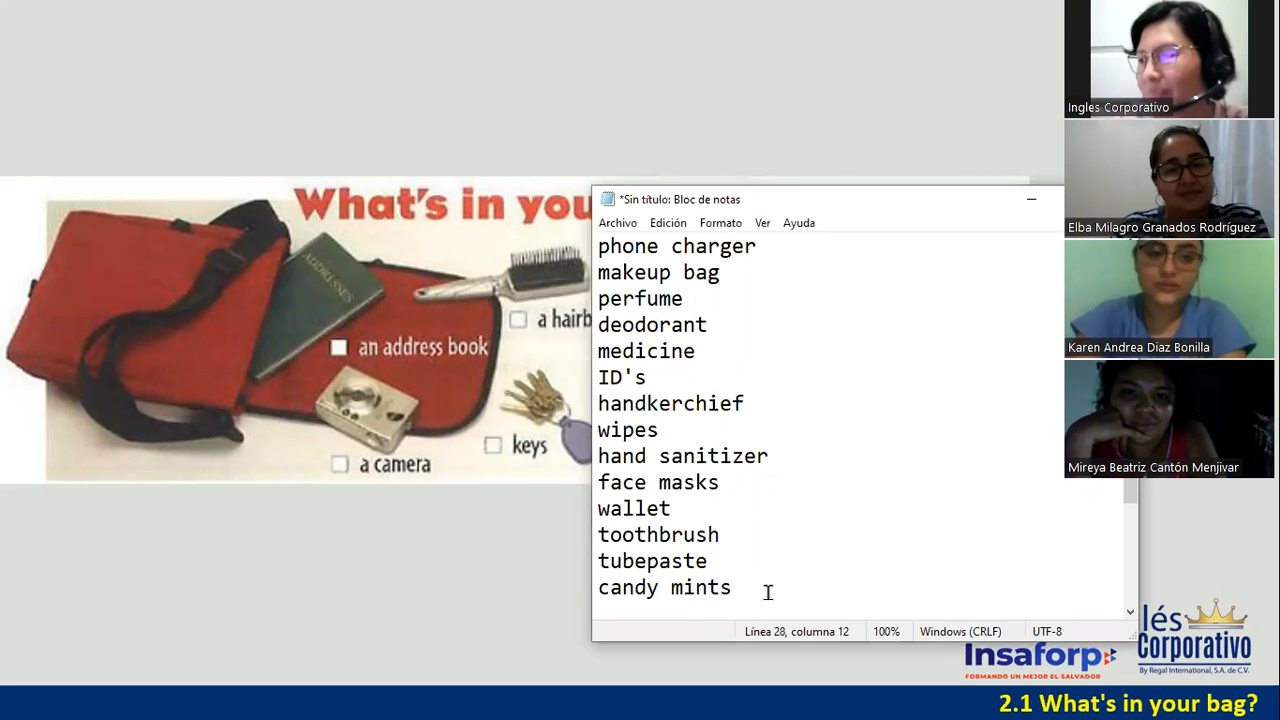 What's in you
an address book
a hairb
keys
a camera
ADDRESSES
*Sin título: Bloc de notas
Archivo Edición Formato Ver Ayuda
phone charger
makeup bag
perfume
deodorant
medicine
ID's
handkerchief
wipes
hand sanitizer
face masks
wallet
toothbrush
tubepaste
candy mints
Línea 28, columna 12 100% Windows (CRLF) UTF-8
Ingles Corporativo
Elba Milagro Granados Rodríguez
Karen Andrea Diaz Bonilla
Mireya Beatriz Cantón Menjivar
Insaforp
FORMANDO UN MEJOR EL SALVADOR
lés
Corporativo
By Regal International, S.A. de C.V.
2.1 What's in your bag?